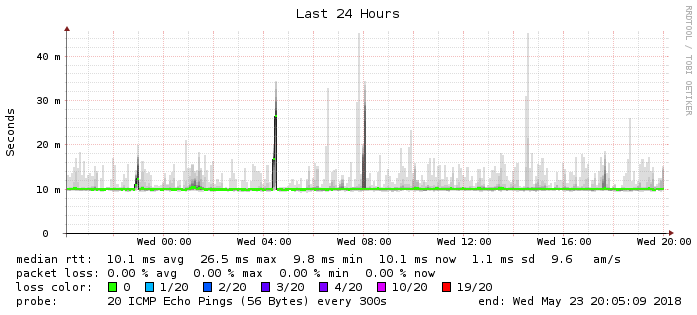 Last 24 Hours
RRDTOOL / TOBI OETIKER
Seconds
40 m
30 m
20 m
10 m
0
Wed 00:00 Wed 04:00 Wed 08:00 Wed 12:00 Wed 16:00 Wed 20:00
median rtt: 10.1 ms avg 26.5 ms max 9.8 ms min 10.1 ms now 1.1 ms sd 9.6 am/s
packet loss: 0.00 % avg 0.00 % max 0.00 % min 0.00 % now
loss color: 0 1/20 2/20 3/20 4/20 10/20 19/20
probe: 20 ICMP Echo Pings (56 Bytes) every 300s end: Wed May 23 20:05:09 2018